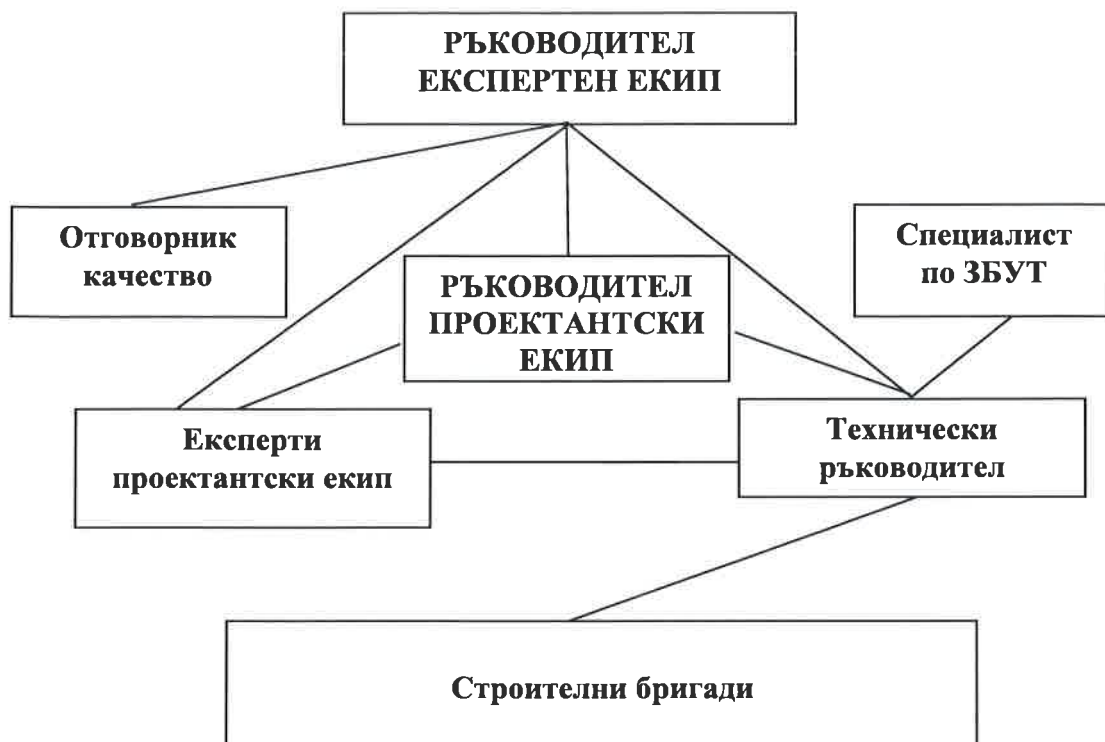 РЪКОВОДИТЕЛ
ЕКСПЕРТЕН ЕКИП
Отговорник
качество
Специалист
по ЗБУТ
РЪКОВОДИТЕЛ
ПРОЕКТАНТСКИ
ЕКИП
Експерти
проектантски екип
Технически
ръководител
Строителни бригади